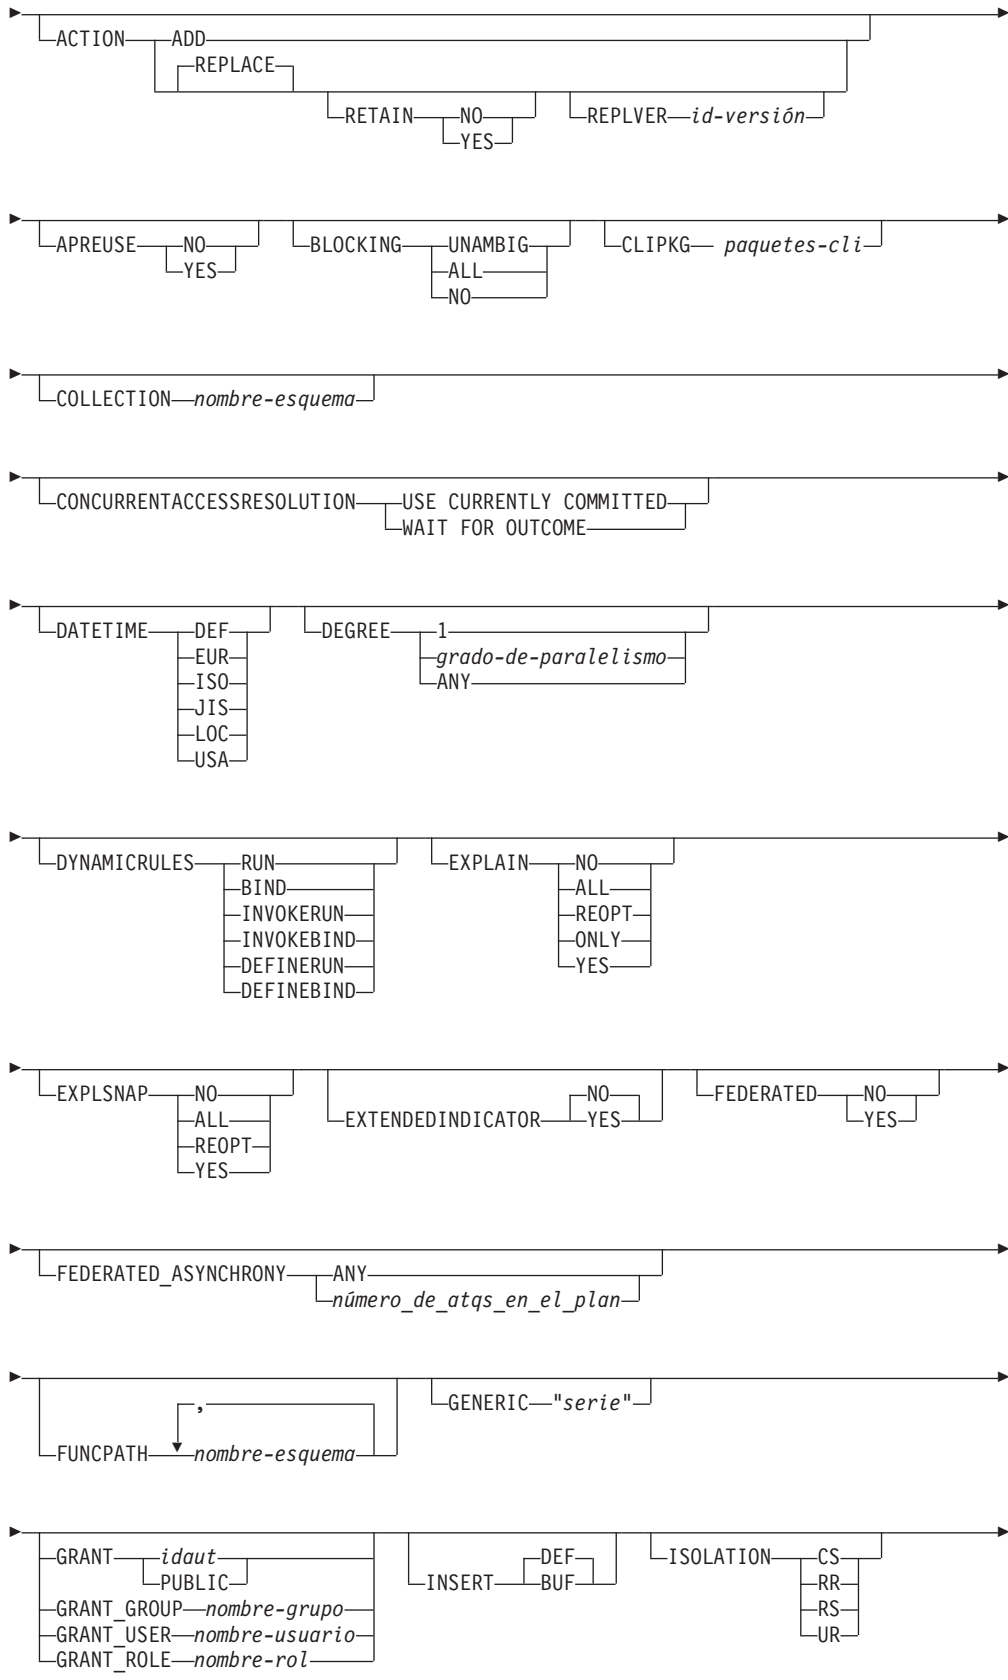 ACTION ADD
REPLACE
RETAIN NO REPLVER id-versión
YES
APREUSE NO BLOCKING UNAMBIG CLIPKG paquetes-cli
YES ALL
NO
COLLECTION nombre-esquema
CONCURRENTACCESSRESOLUTION USE CURRENTLY COMMITTED
WAIT FOR OUTCOME
DATETIME DEF DEGREE 1
EUR grado-de-paralelismo
ISO ANY
JIS
LOC
USA
DYNAMICRULES RUN EXPLAIN NO
BIND ALL
INVOKERUN REOPT
INVOKEBIND ONLY
DEFINERUN YES
DEFINEBIND
EXPLSNAP NO NO FEDERATED NO
ALL EXTENDEDINDICATOR YES YES
REOPT
YES
FEDERATED_ASYNCHRONY ANY
número_de_atqs_en_el_plan
, GENERIC "serie"
FUNCPATH nombre-esquema
GRANT idaut DEF ISOLATION CS
PUBLIC INSERT BUF RR
GRANT_GROUP nombre-grupo RS
GRANT_USER nombre-usuario UR
GRANT_ROLE nombre-rol